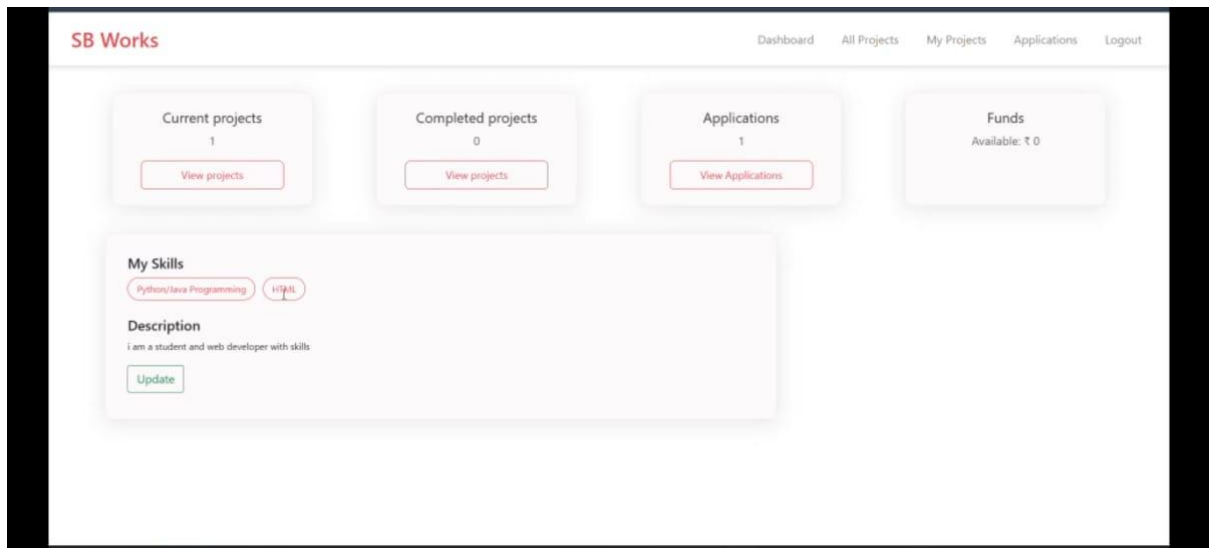 SB Works
Dashboard All Projects My Projects Applications Logout
Current projects
1
View projects
Completed projects
0
View projects
Applications
1
View Applications
Funds
Available: ₹ 0
My Skills
Python/Java Programming HTML
Description
i am a student and web developer with skills
Update